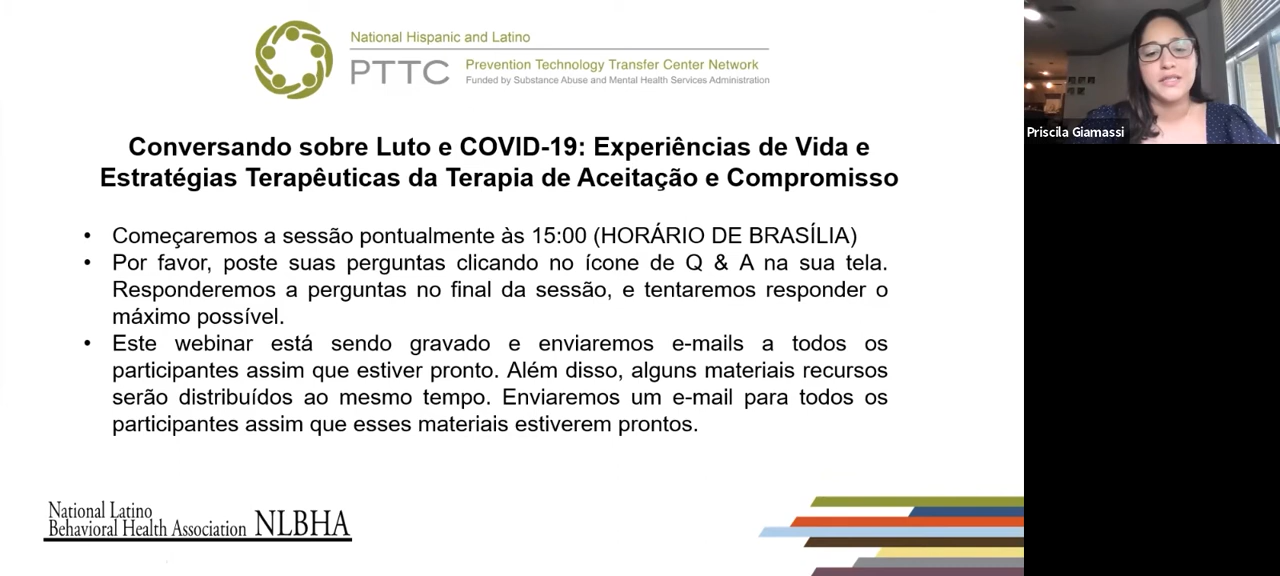 National Hispanic and Latino
PTTC
Prevention Technology Transfer Center Network
Funded by Substance Abuse and Mental Health Services Administration
Priscila Giamassi
Conversando sobre Luto e COVID-19: Experiências de Vida e
Estratégias Terapêuticas da Terapia de Aceitação e Compromisso
• Começaremos a sessão pontualmente às 15:00 (HORÁRIO DE BRASÍLIA)
• Por favor, poste suas perguntas clicando no ícone de Q & A na sua tela.
Responderemos a perguntas no final da sessão, e tentaremos responder o
máximo possível.
• Este webinar está sendo gravado e enviaremos e-mails a todos os
participantes assim que estiver pronto. Além disso, alguns materiais recursos
serão distribuídos ao mesmo tempo. Enviaremos um e-mail para todos os
participantes assim que esses materiais estiverem prontos.
National Latino
Behavioral Health Association NLBHA